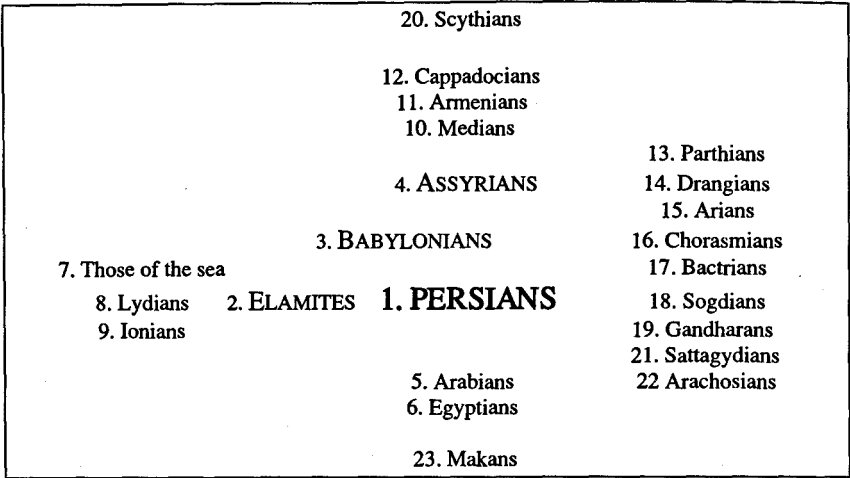 20. Scythians
12. Cappadocians
11. Armenians
10. Medians
13. Parthians
4. ASSYRIANS 14. Drangians
15. Arians
3. BABYLONIANS 16. Chorasmians
7. Those of the sea 17. Bactrians
8. Lydians 2. ELAMITES 1. PERSIANS 18. Sogdians
9. Ionians 19. Gandharans
21. Sattagydians
5. Arabians 22 Arachosians
6. Egyptians
23. Makans